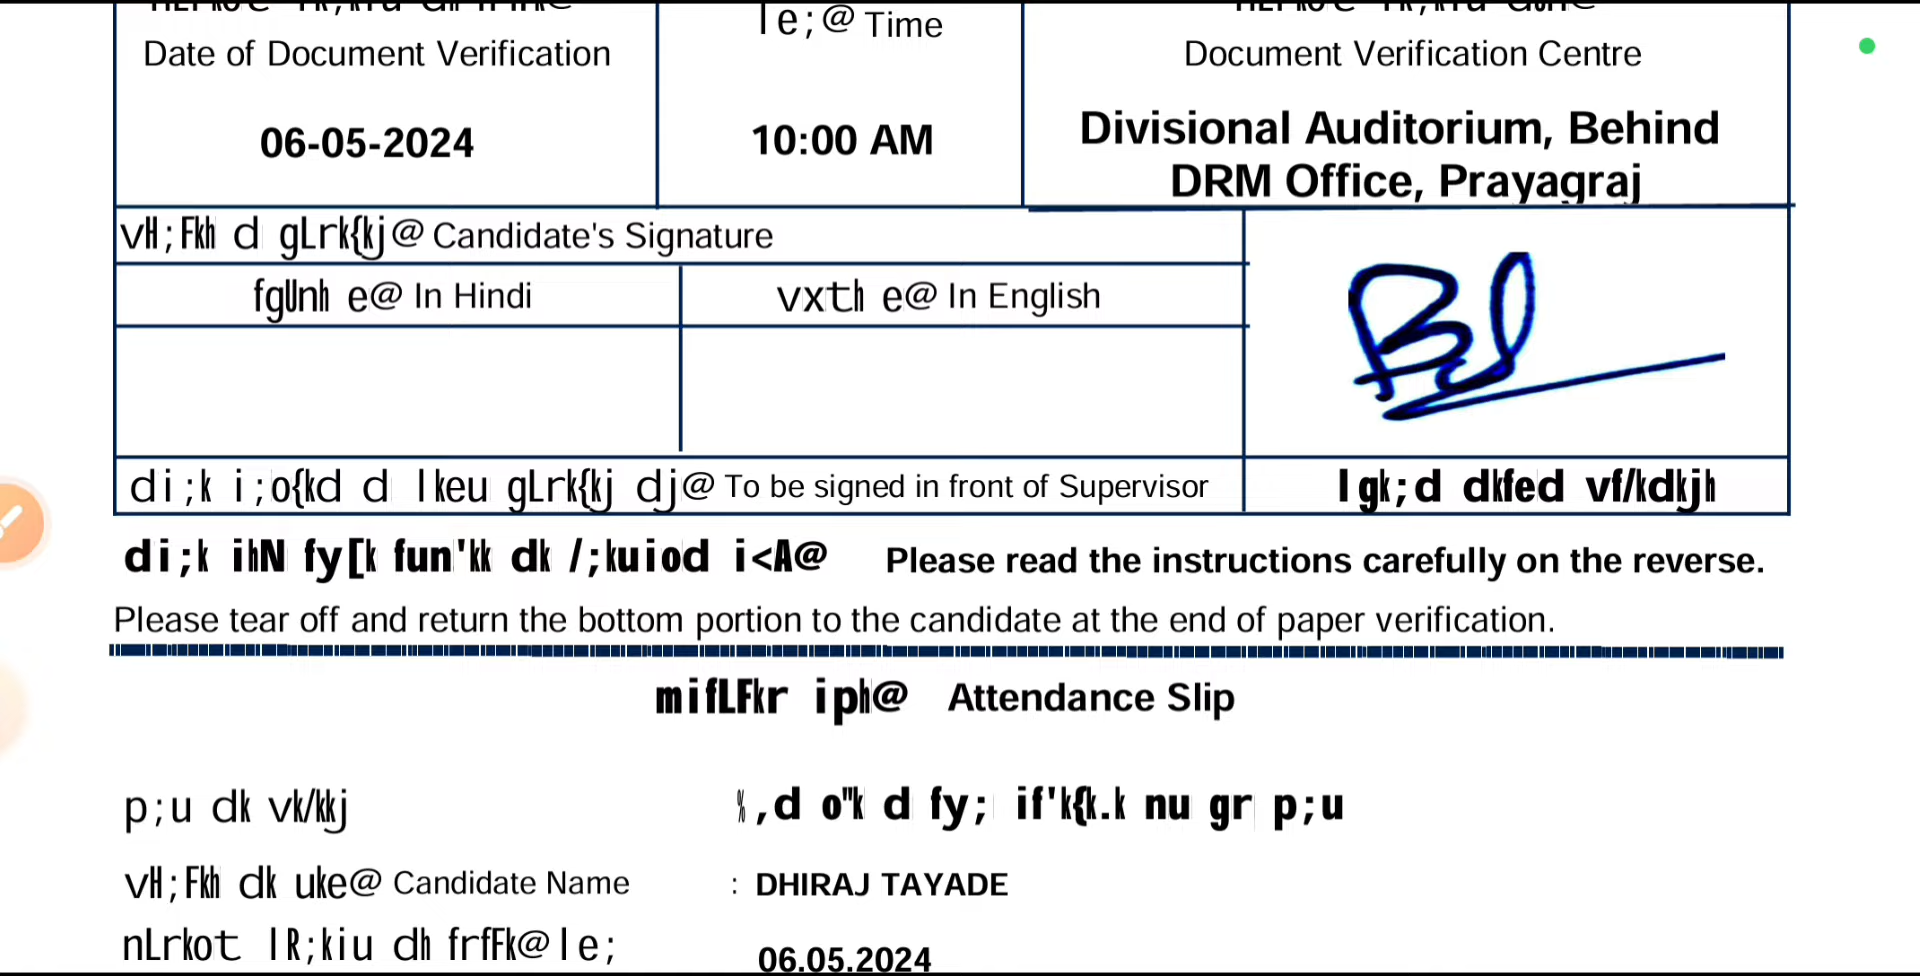 le;@ Time
Date of Document Verification
Document Verification Centre
06-05-2024
10:00 AM
Divisional Auditorium, Behind
DRM Office, Prayagraj
vH;Fkh d gLrk{kj@ Candidate's Signature
fgUnh e@ In Hindi
vxth e@ In English
di;k i;o{kd d lkeu gLrk{kj dj@ To be signed in front of Supervisor
lgk;d dkfed vf/kdkjh
di;k ihN fy[k fun'kk dk /;kuiod i<A@ Please read the instructions carefully on the reverse.
Please tear off and return the bottom portion to the candidate at the end of paper verification.
mifLFkr iph@ Attendance Slip
p;u dk vk/kkj
%,d o"k d fy; if'k{k.k nu gr p;u
vH;Fkh dk uke@ Candidate Name : DHIRAJ TAYADE
nLrkot lR;kiu dh frfFk@le; 06.05.2024